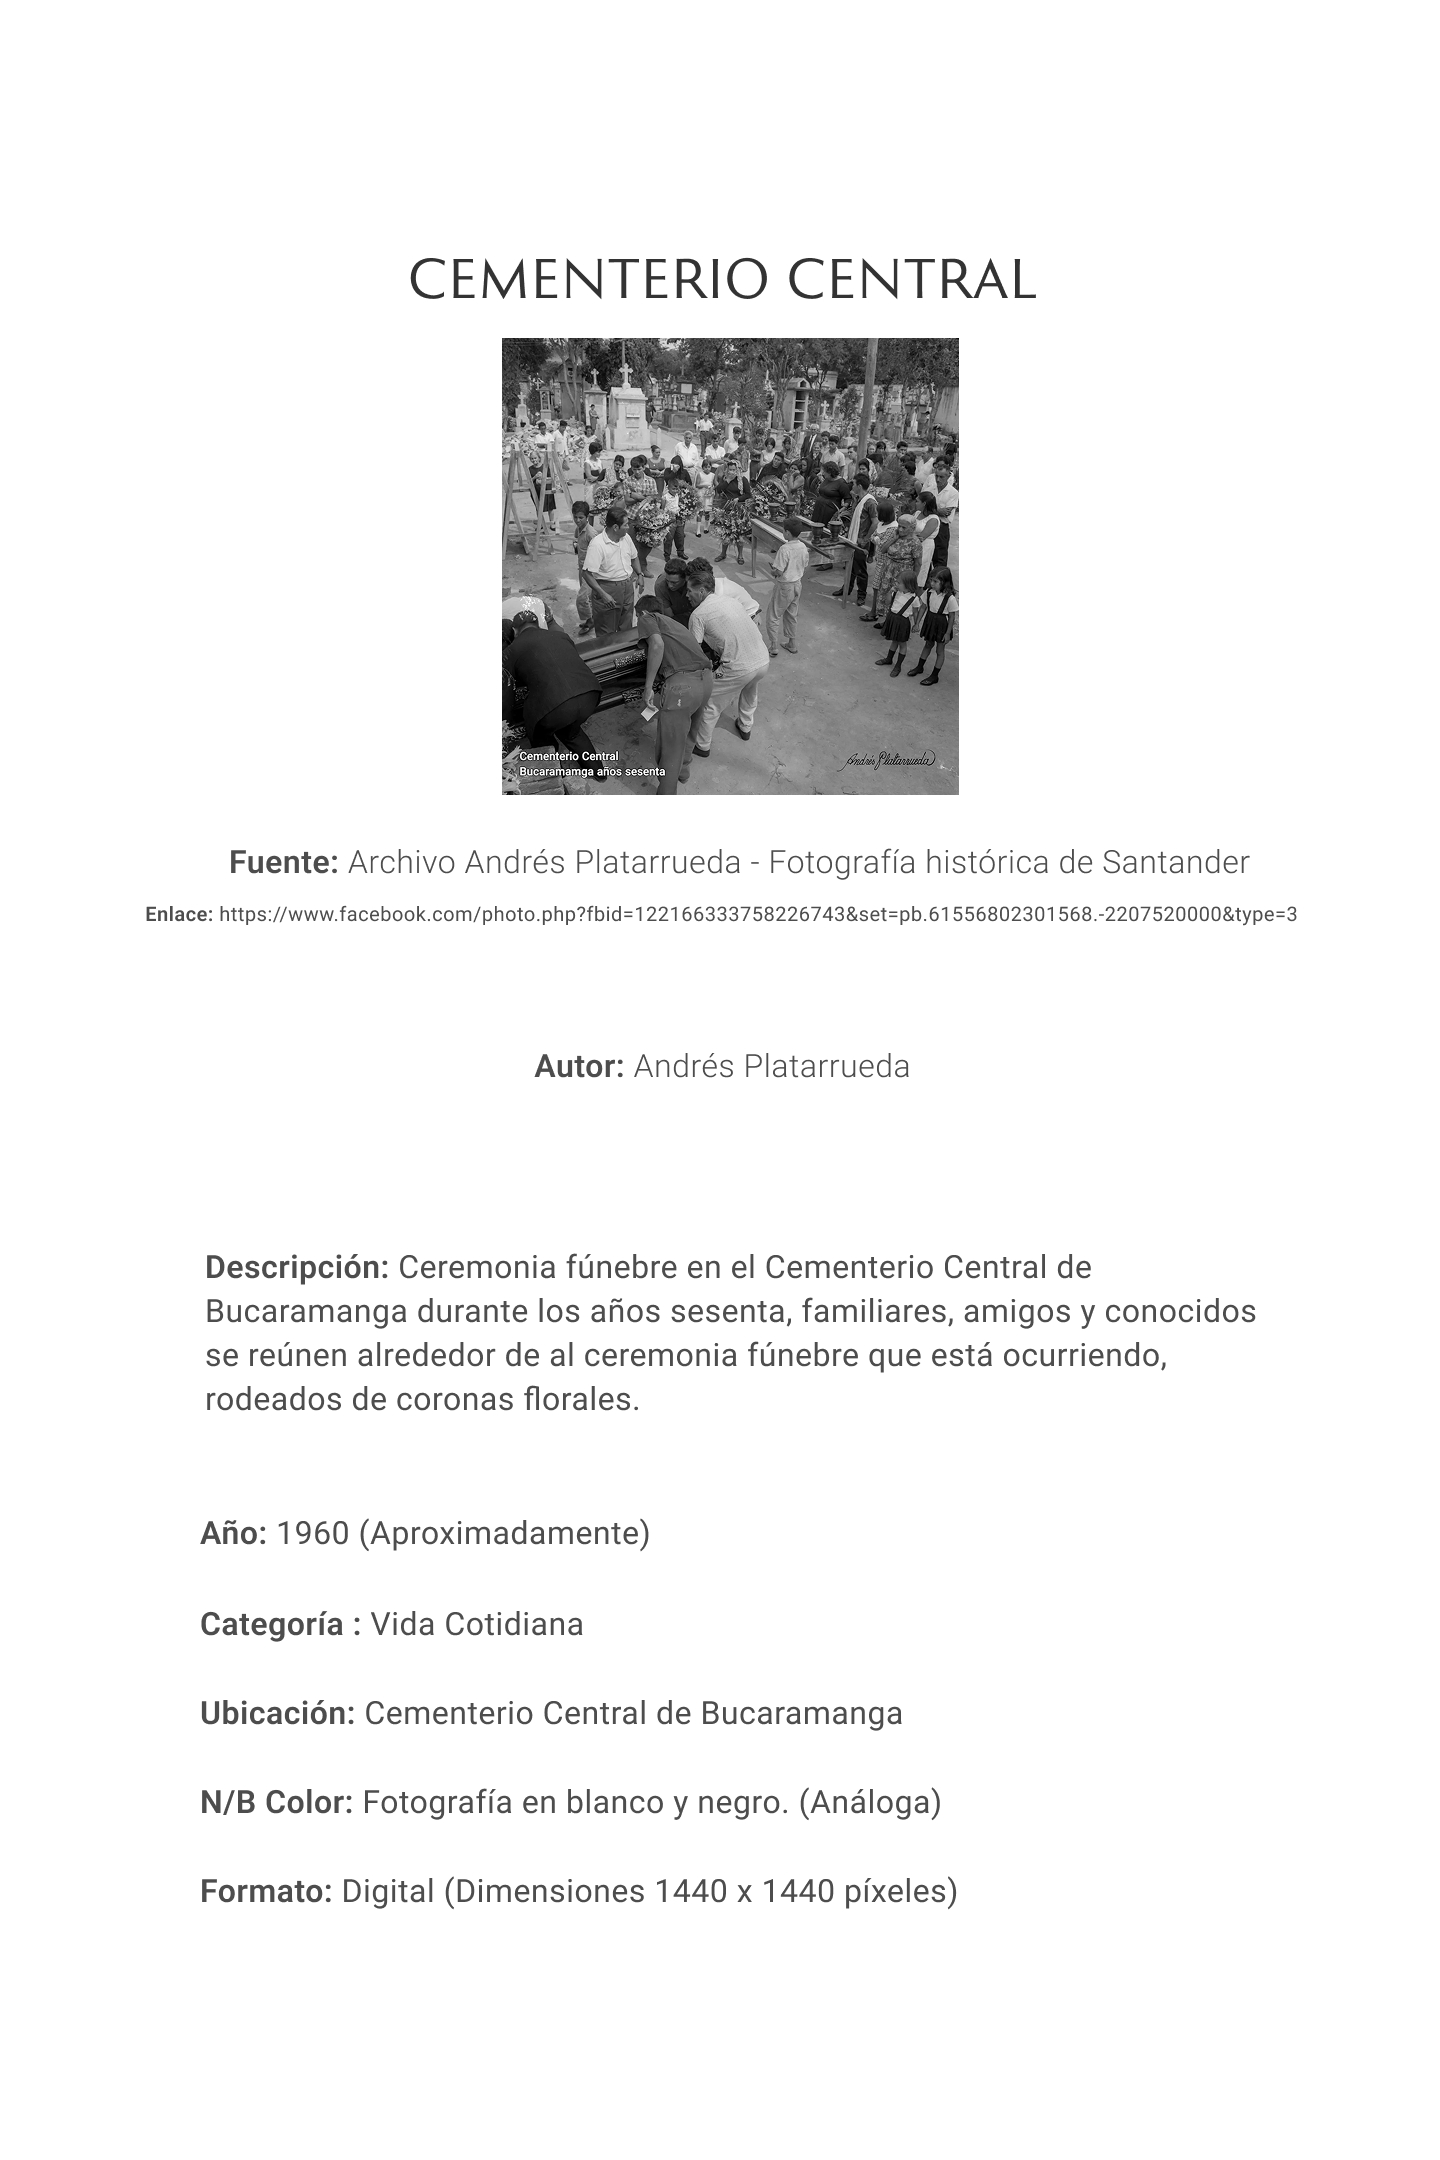 CEMENTERIO CENTRAL
Cementerio Central
Bucaramamga años sesenta
Andrés Platarrueda
Fuente: Archivo Andrés Platarrueda - Fotografía histórica de Santander
Enlace: https://www.facebook.com/photo.php?fbid=122166333758226743&set=pb.61556802301568.-2207520000&type=3
Autor: Andrés Platarrueda
Descripción: Ceremonia fúnebre en el Cementerio Central de
Bucaramanga durante los años sesenta, familiares, amigos y conocidos
se reúnen alrededor de al ceremonia fúnebre que está ocurriendo,
rodeados de coronas florales.
Año: 1960 (Aproximadamente)
Categoría : Vida Cotidiana
Ubicación: Cementerio Central de Bucaramanga
N/B Color: Fotografía en blanco y negro. (Análoga)
Formato: Digital (Dimensiones 1440 x 1440 píxeles)